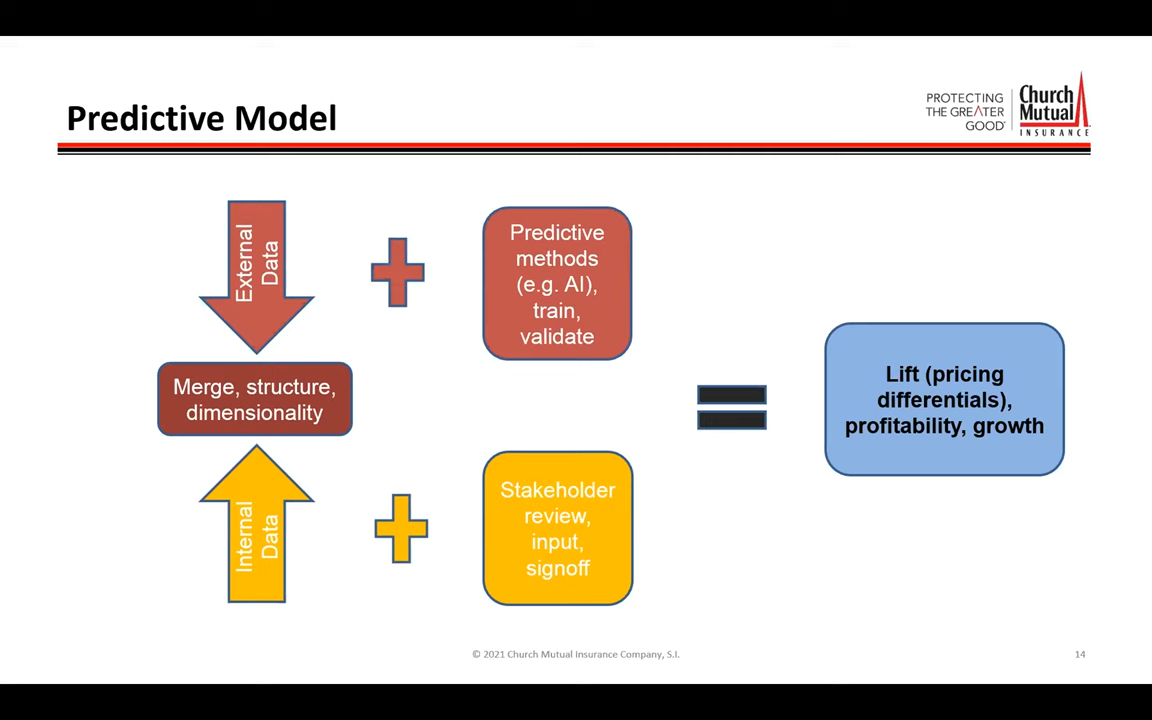 Predictive Model
PROTECTING
THE GREATER
GOOD
Church
Mutual
INSURANCE
External
Data
Predictive
methods
(e.g. AI),
train,
validate
Merge, structure,
dimensionality
Lift (pricing
differentials),
profitability, growth
Internal
Data
Stakeholder
review,
input,
signoff
© 2021 Church Mutual Insurance Company, S.I.
14